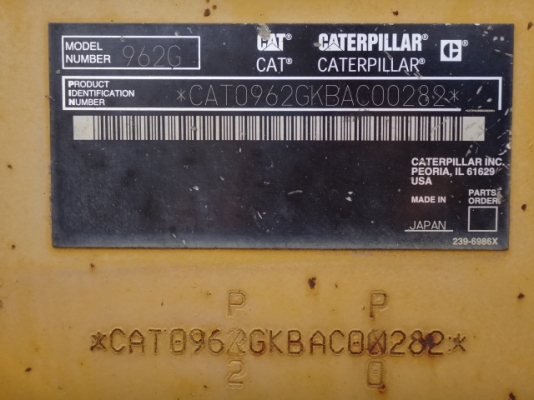 MODEL NUMBER 962G
CAT® CATERPILLAR® C
CAT® CATERPILLAR®
PRODUCT IDENTIFICATION NUMBER *CAT0962GKBAC00282*
CATERPILLAR INC.
PEORIA, IL 61629
USA
MADE IN
JAPAN
PARTS ORDER
239-6986X
P P
*CAT0962GKBAC00282*
2 0